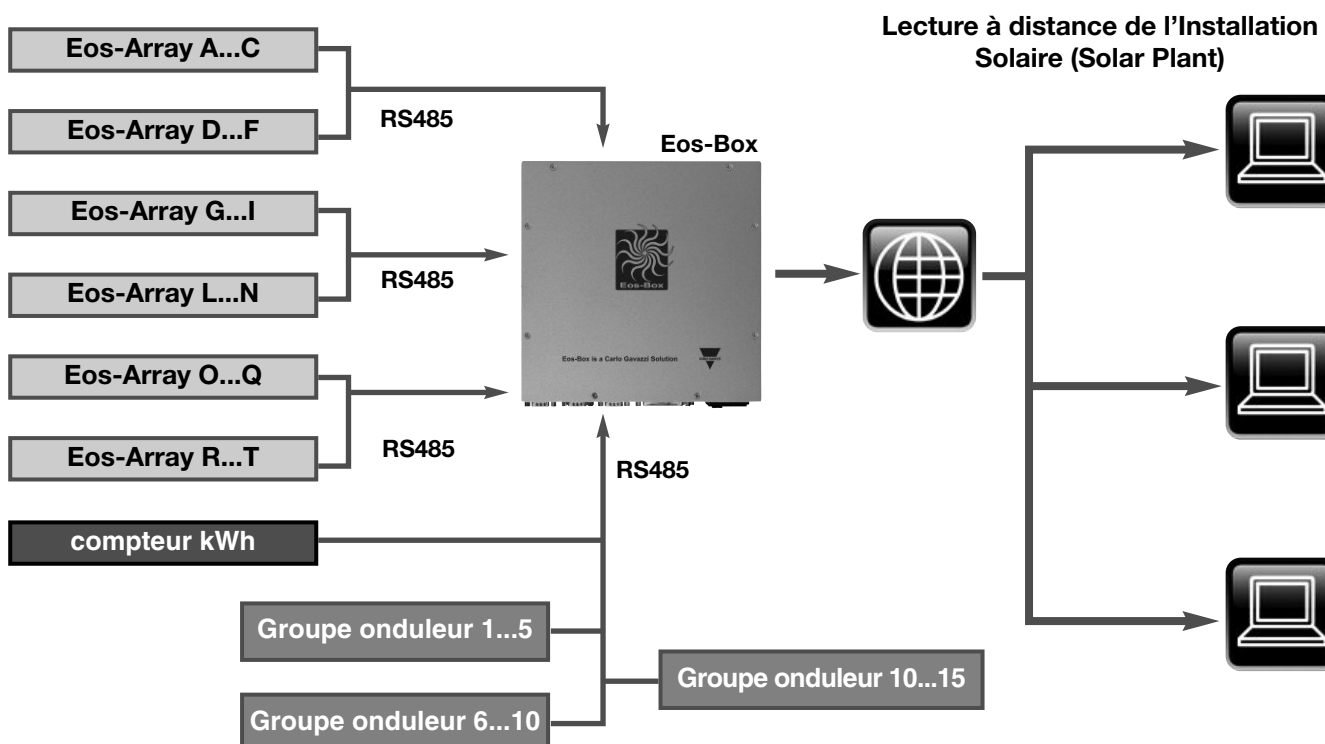 Lecture à distance de l'Installation
Solaire (Solar Plant)
Eos-Array A...C
Eos-Array D...F
RS485
Eos-Box
Eos-Array G...I
Eos-Array L...N
RS485
Eos-Box
Eos-Box is a Carlo Gavazzi Solution
Eos-Array O...Q
Eos-Array R...T
RS485
RS485
compteur kWh
Groupe onduleur 1...5
Groupe onduleur 10...15
Groupe onduleur 6...10